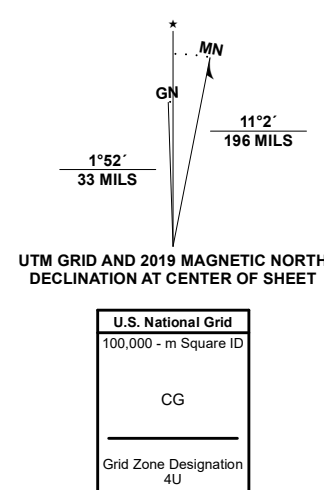 ★
MN
GN
11°2´
196 MILS
1°52´
33 MILS
UTM GRID AND 2019 MAGNETIC NORTH
DECLINATION AT CENTER OF SHEET
U.S. National Grid
100,000 - m Square ID
CG
Grid Zone Designation
4U